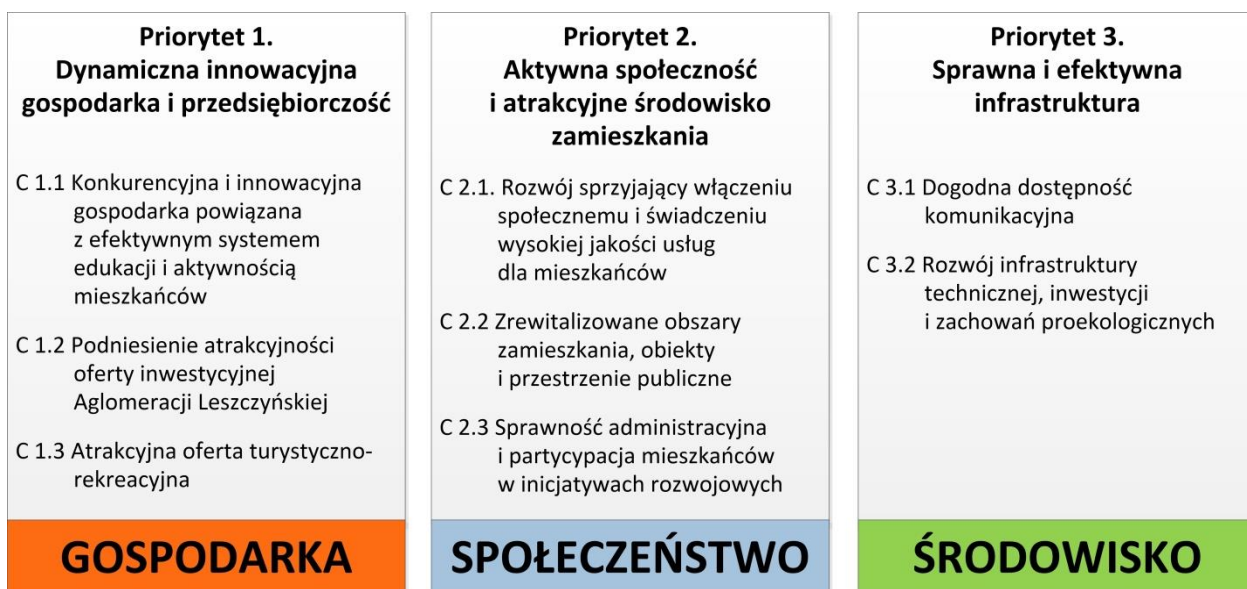 Priorytet 1.
Dynamiczna innowacyjna
gospodarka i przedsiębiorczość
C 1.1 Konkurencyjna i innowacyjna
gospodarka powiązana
z efektywnym systemem
edukacji i aktywnością
mieszkańców
C 1.2 Podniesienie atrakcyjności
oferty inwestycyjnej
Aglomeracji Leszczyńskiej
C 1.3 Atrakcyjna oferta turystyczno-
rekreacyjna
GOSPODARKA
Priorytet 2.
Aktywna społeczność
i atrakcyjne środowisko
zamieszkania
C 2.1. Rozwój sprzyjający włączeniu
społecznemu i świadczeniu
wysokiej jakości usług
dla mieszkańców
C 2.2 Zrewitalizowane obszary
zamieszkania, obiekty
i przestrzenie publiczne
C 2.3 Sprawność administracyjna
i partycypacja mieszkańców
w inicjatywach rozwojowych
SPOŁECZEŃSTWO
Priorytet 3.
Sprawna i efektywna
infrastruktura
C 3.1 Dogodna dostępność
komunikacyjna
C 3.2 Rozwój infrastruktury
technicznej, inwestycji
i zachowań proekologicznych
ŚRODOWISKO